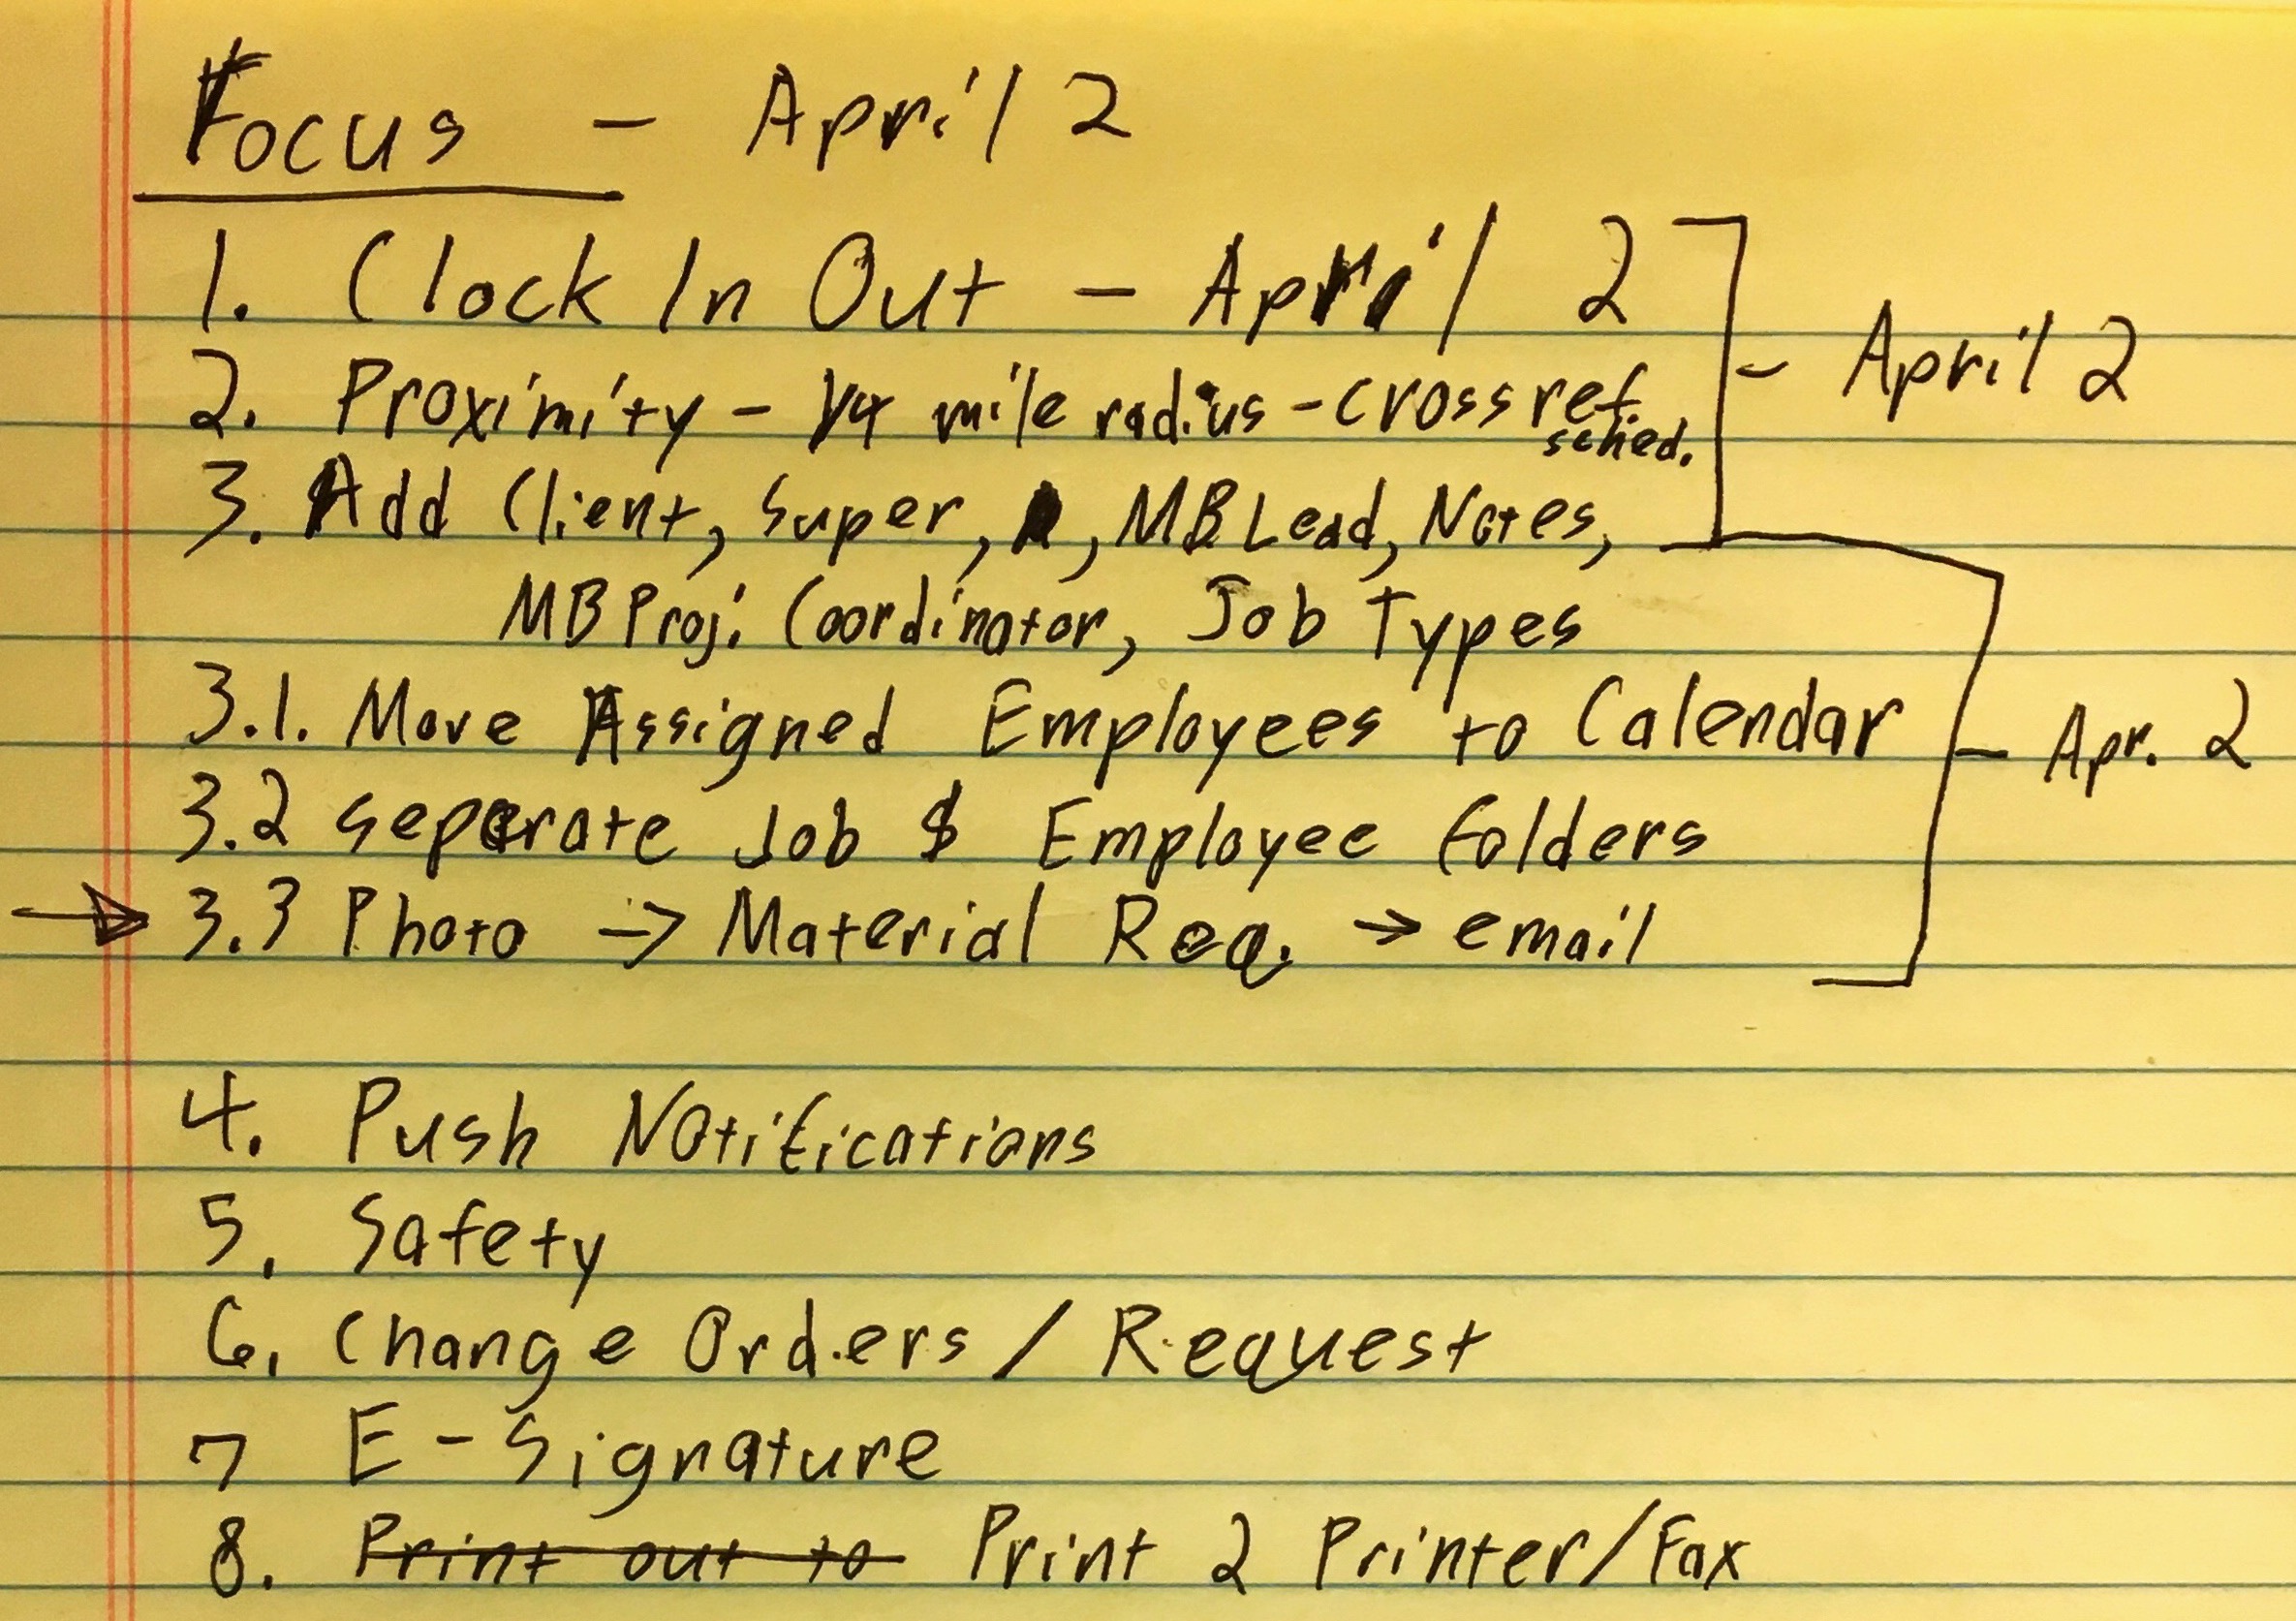 Focus - April 2
1. Clock In Out - April 2
- April 2
2. Proximity - 1/4 mile radius - cross ref. sched.
3. Add Client, Super, , MB Lead, Notes,
MB Proj. Coordinator, Job Types
3.1. Move Assigned Employees to Calendar
- Apr. 2
3.2 Seperate Job & Employee folders
→ 3.3 Photo → Material Req. → email
4. Push Notifications
5. Safety
6. Change Orders / Request
7 E-Signature
8. Print out to Print 2 Printer/Fax